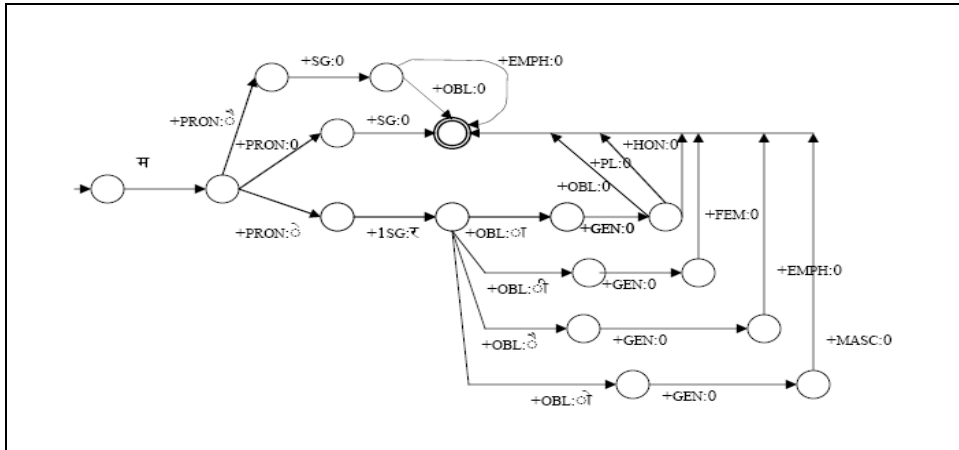 +SG:0
+EMPH:0
+OBL:0
+PRON:ै
+SG:0
+PRON:0
+HON:0
म
+PL:0
+OBL:0
+PRON:े
+1SG:र
+OBL:ा
+GEN:0
+FEM:0
+OBL:ी
+GEN:0
+EMPH:0
+OBL:ै
+GEN:0
+MASC:0
+OBL:ो
+GEN:0